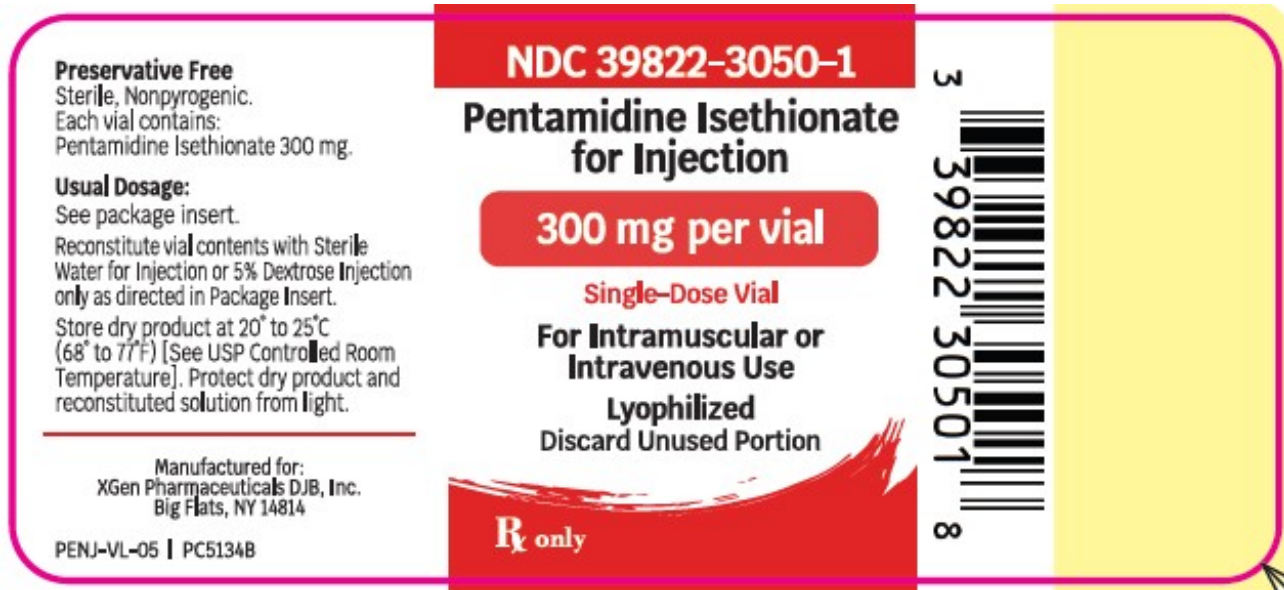 Preservative Free
Sterile, Nonpyrogenic.
Each vial contains:
Pentamidine Isethionate 300 mg.
Usual Dosage:
See package insert.
Reconstitute vial contents with Sterile
Water for Injection or 5% Dextrose Injection
only as directed in Package Insert.
Store dry product at 20° to 25°C
(68° to 77°F) [See USP Controlled Room
Temperature]. Protect dry product and
reconstituted solution from light.
Manufactured for:
XGen Pharmaceuticals DJB, Inc.
Big Flats, NY 14814
PENJ-VL-05 | PC5134B
NDC 39822-3050-1
Pentamidine Isethionate
for Injection
300 mg per vial
Single-Dose Vial
For Intramuscular or
Intravenous Use
Lyophilized
Discard Unused Portion
℞ only
3 39822 30501 8